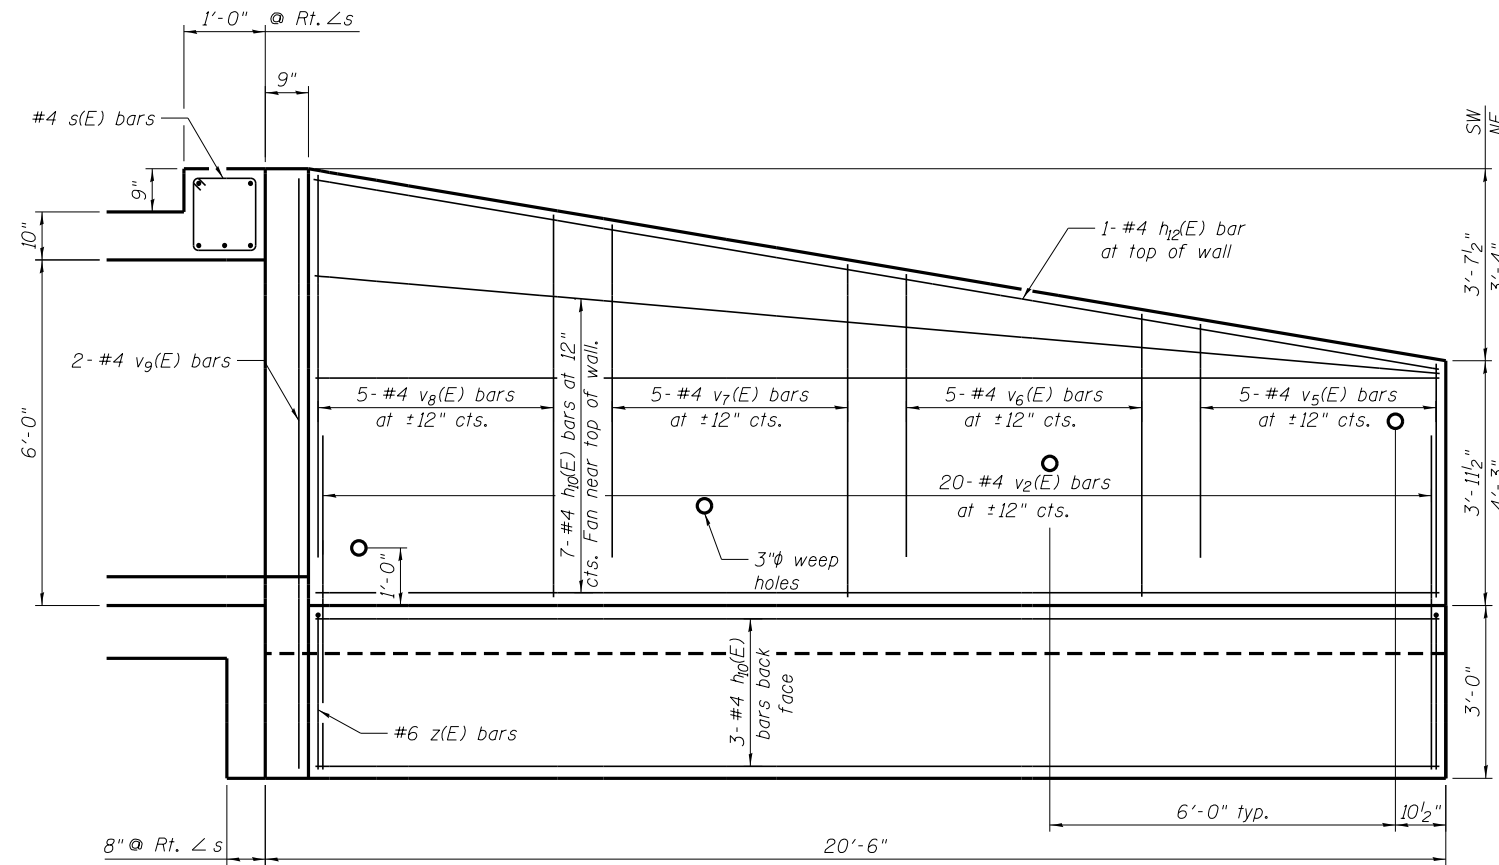 1'-0" @ Rt. ∠s
9"
#4 s(E) bars
SW
NE
9"
10"
1- #4 h12(E) bar
at top of wall
3'-7½"
3'-4"
2- #4 v9(E) bars
6'-0"
5- #4 v8(E) bars
at ±12" cts.
7- #4 h10(E) bars at 12"
cts. Fan near top of wall.
5- #4 v7(E) bars
at ±12" cts.
5- #4 v6(E) bars
at ±12" cts.
5- #4 v5(E) bars
at ±12" cts.
20- #4 v2(E) bars
at ±12" cts.
3'-11½"
4'-3"
1'-0"
3"ϕ weep
holes
3- #4 h10(E)
bars back
face
3'-0"
#6 z(E) bars
6'-0" typ.
10½"
8" @ Rt. ∠s
20'-6"